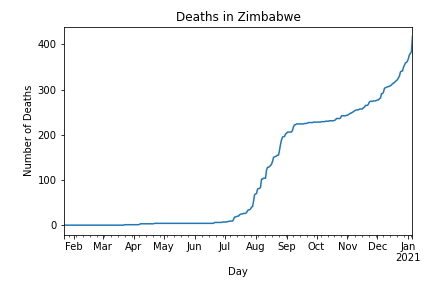 Deaths in Zimbabwe
Number of Deaths
400
300
200
100
0
Feb Mar Apr May Jun Jul Aug Sep Oct Nov Dec Jan
2021
Day